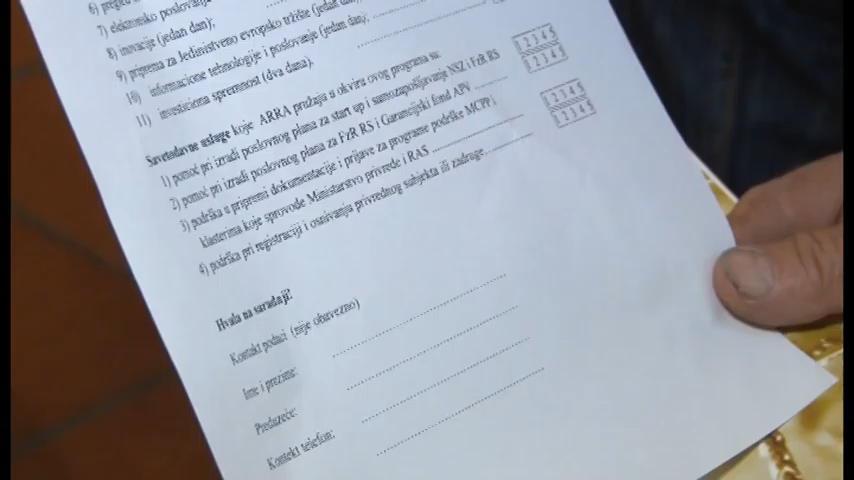 6) pregled
7) elektronsko poslovanje
8) inovacije (jedan dan);
9) priprema za Jedinistveno evropsko tržište (jedan dan)
10) informacione tehnologije i poslovanje (jedan dan);
11) investiciona spremnost (dva dana).
Savetodavne usluge koje ARRA pružaju u okviru ovog programa su:
1) pomoć pri izradi poslovnog plana za start up i samozapošljavanje NSZ i FzR RS
1 2 3 4 5
1 2 3 4 5
2) pomoć pri izradi poslovnog plana za FzR RS i Garancijski fond APV
3) podrška u pripremi dokumentacije i prijave za programe podrške MCPP i
klasterima koje sprovode Ministarstvo privrede i RAS
1 2 3 4 5
1 2 3 4 5
4) podrška pri registraciji i osnivanju privrednog subjekta ili zadruge
Hvala na saradnji!
Kontakt podaci (nije obavezno)
Ime i prezime:
Preduzeće:
Kontekt telefon: